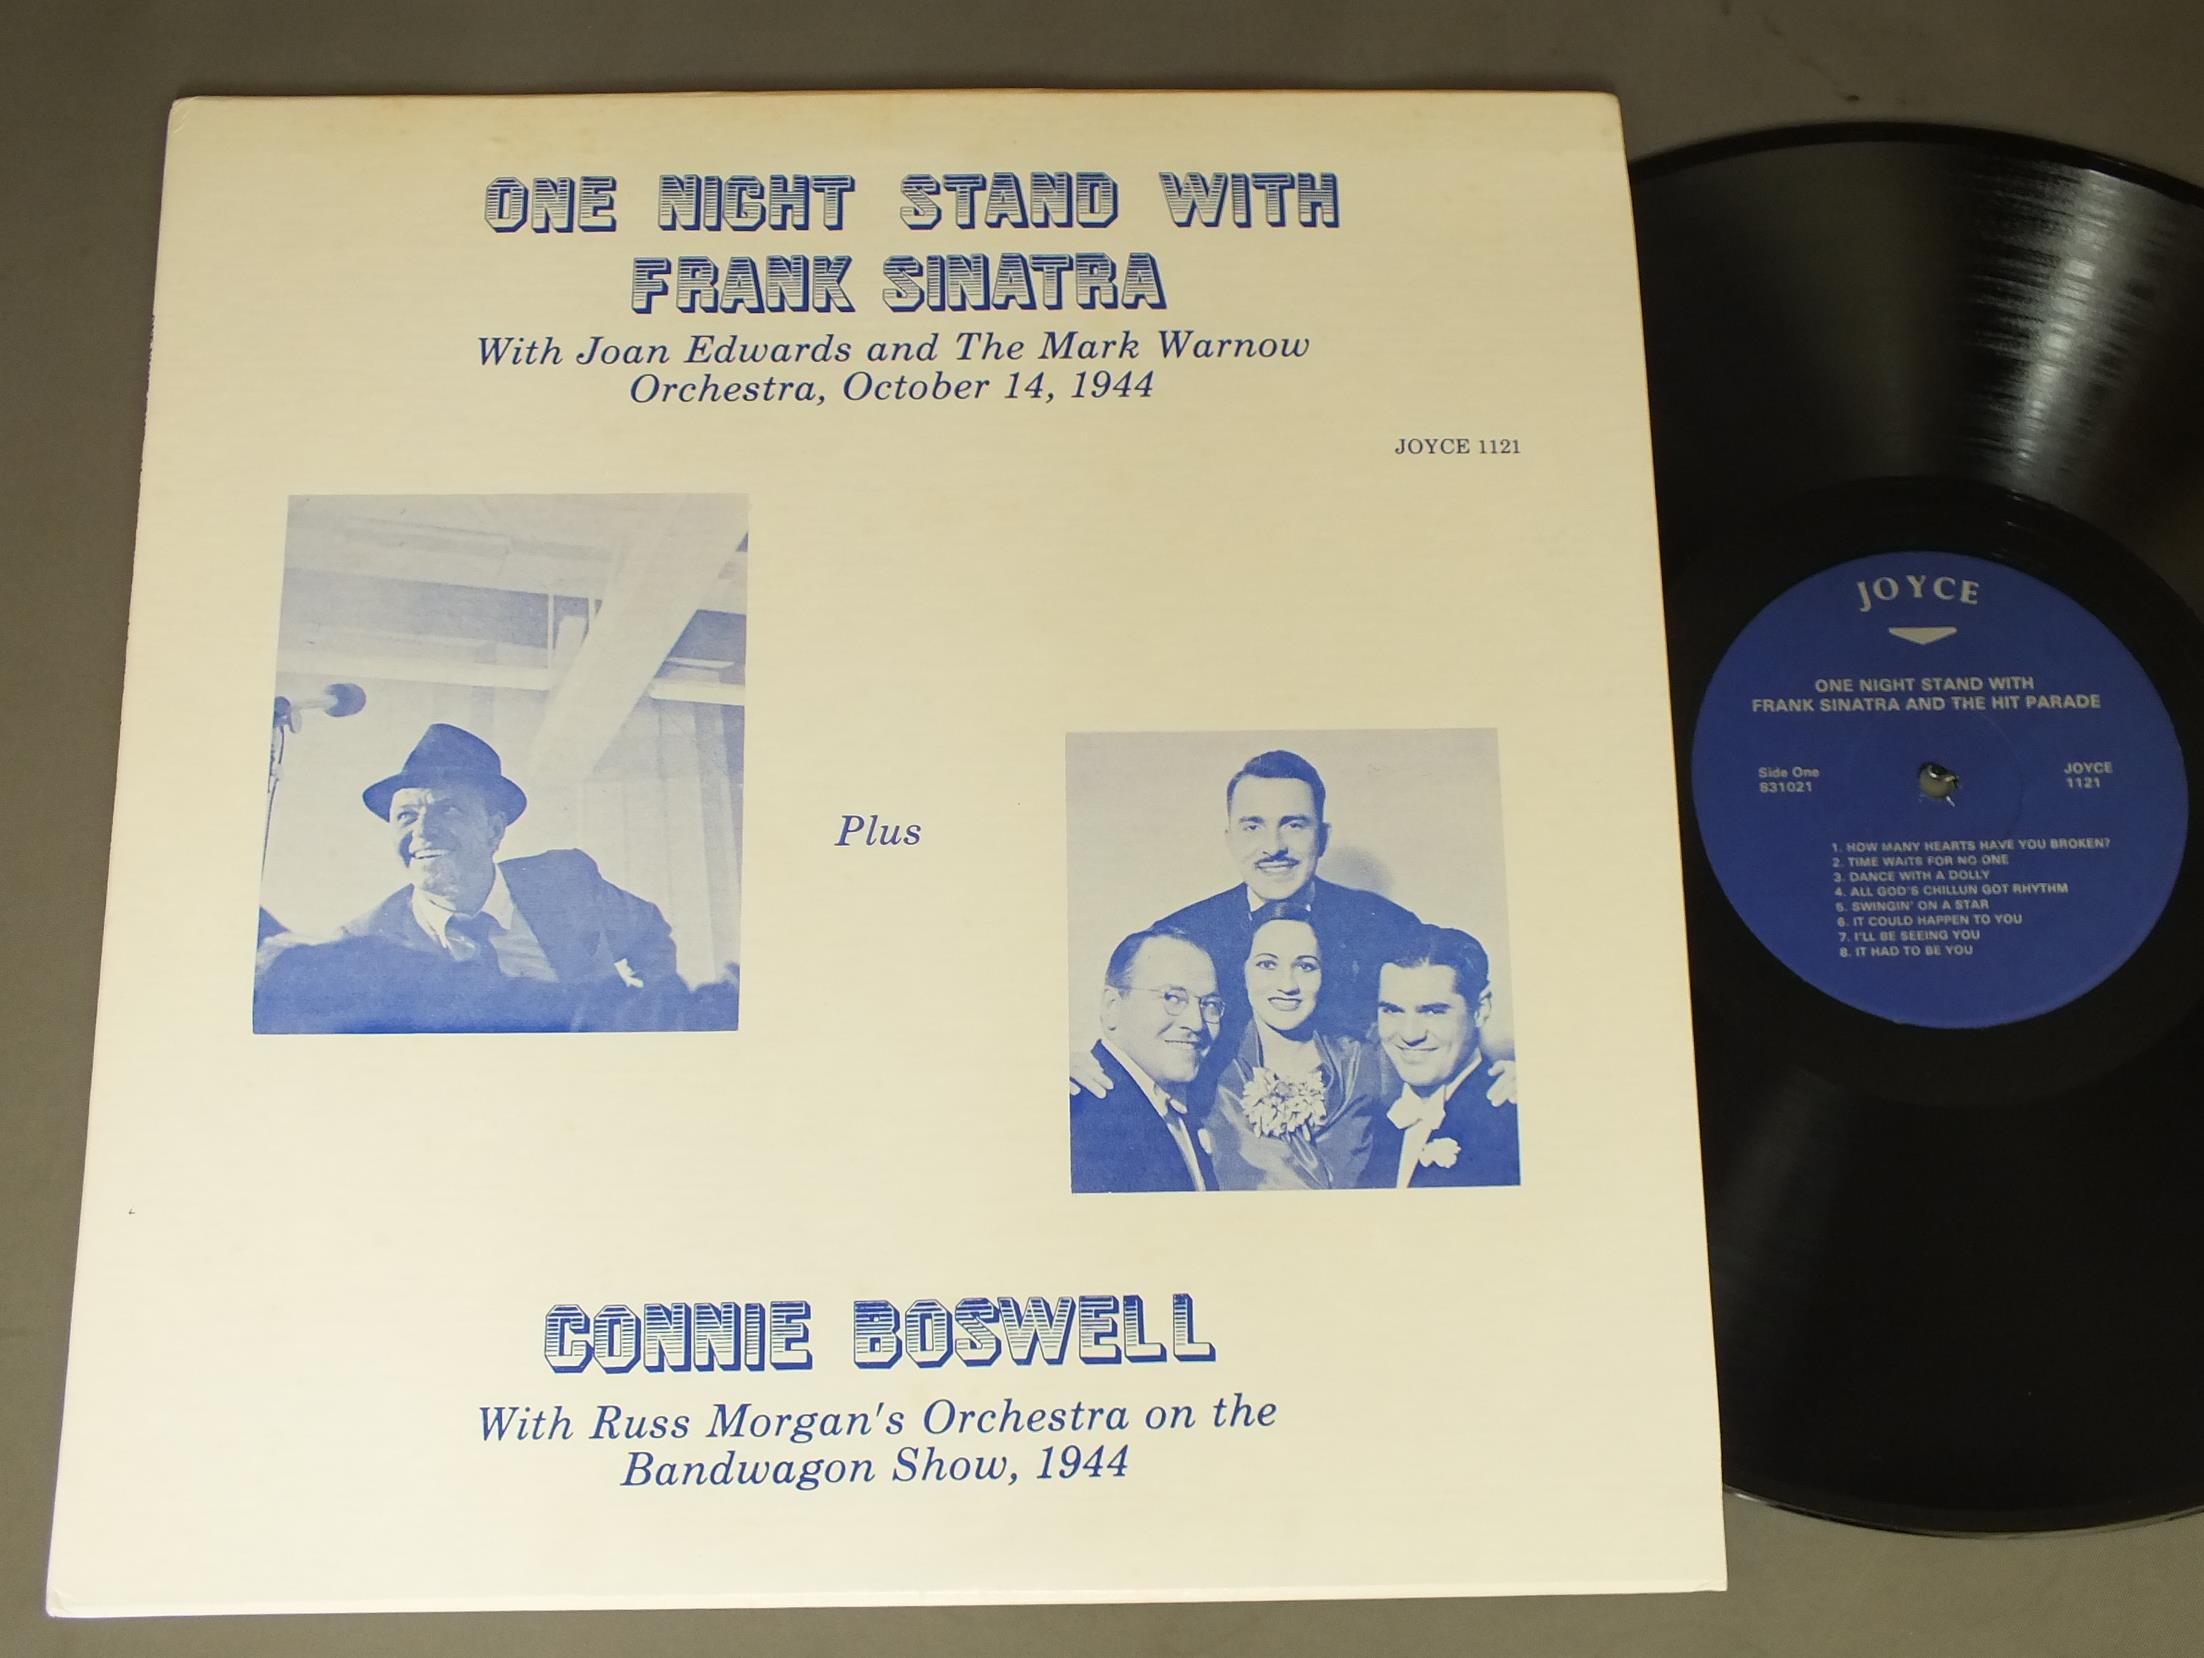 ONE NIGHT STAND WITH
FRANK SINATRA
With Joan Edwards and The Mark Warnow
Orchestra, October 14, 1944
JOYCE 1121
Plus
CONNIE BOSWELL
With Russ Morgan's Orchestra on the
Bandwagon Show, 1944
JOYCE
ONE NIGHT STAND WITH
FRANK SINATRA AND THE HIT PARADE
Side One
831021
JOYCE
1121
1. HOW MANY HEARTS HAVE YOU BROKEN?
2. TIME WAITS FOR NO ONE
3. DANCE WITH A DOLLY
4. ALL GOD'S CHILLUN GOT RHYTHM
5. SWINGIN' ON A STAR
6. IT COULD HAPPEN TO YOU
7. I'LL BE SEEING YOU
8. IT HAD TO BE YOU